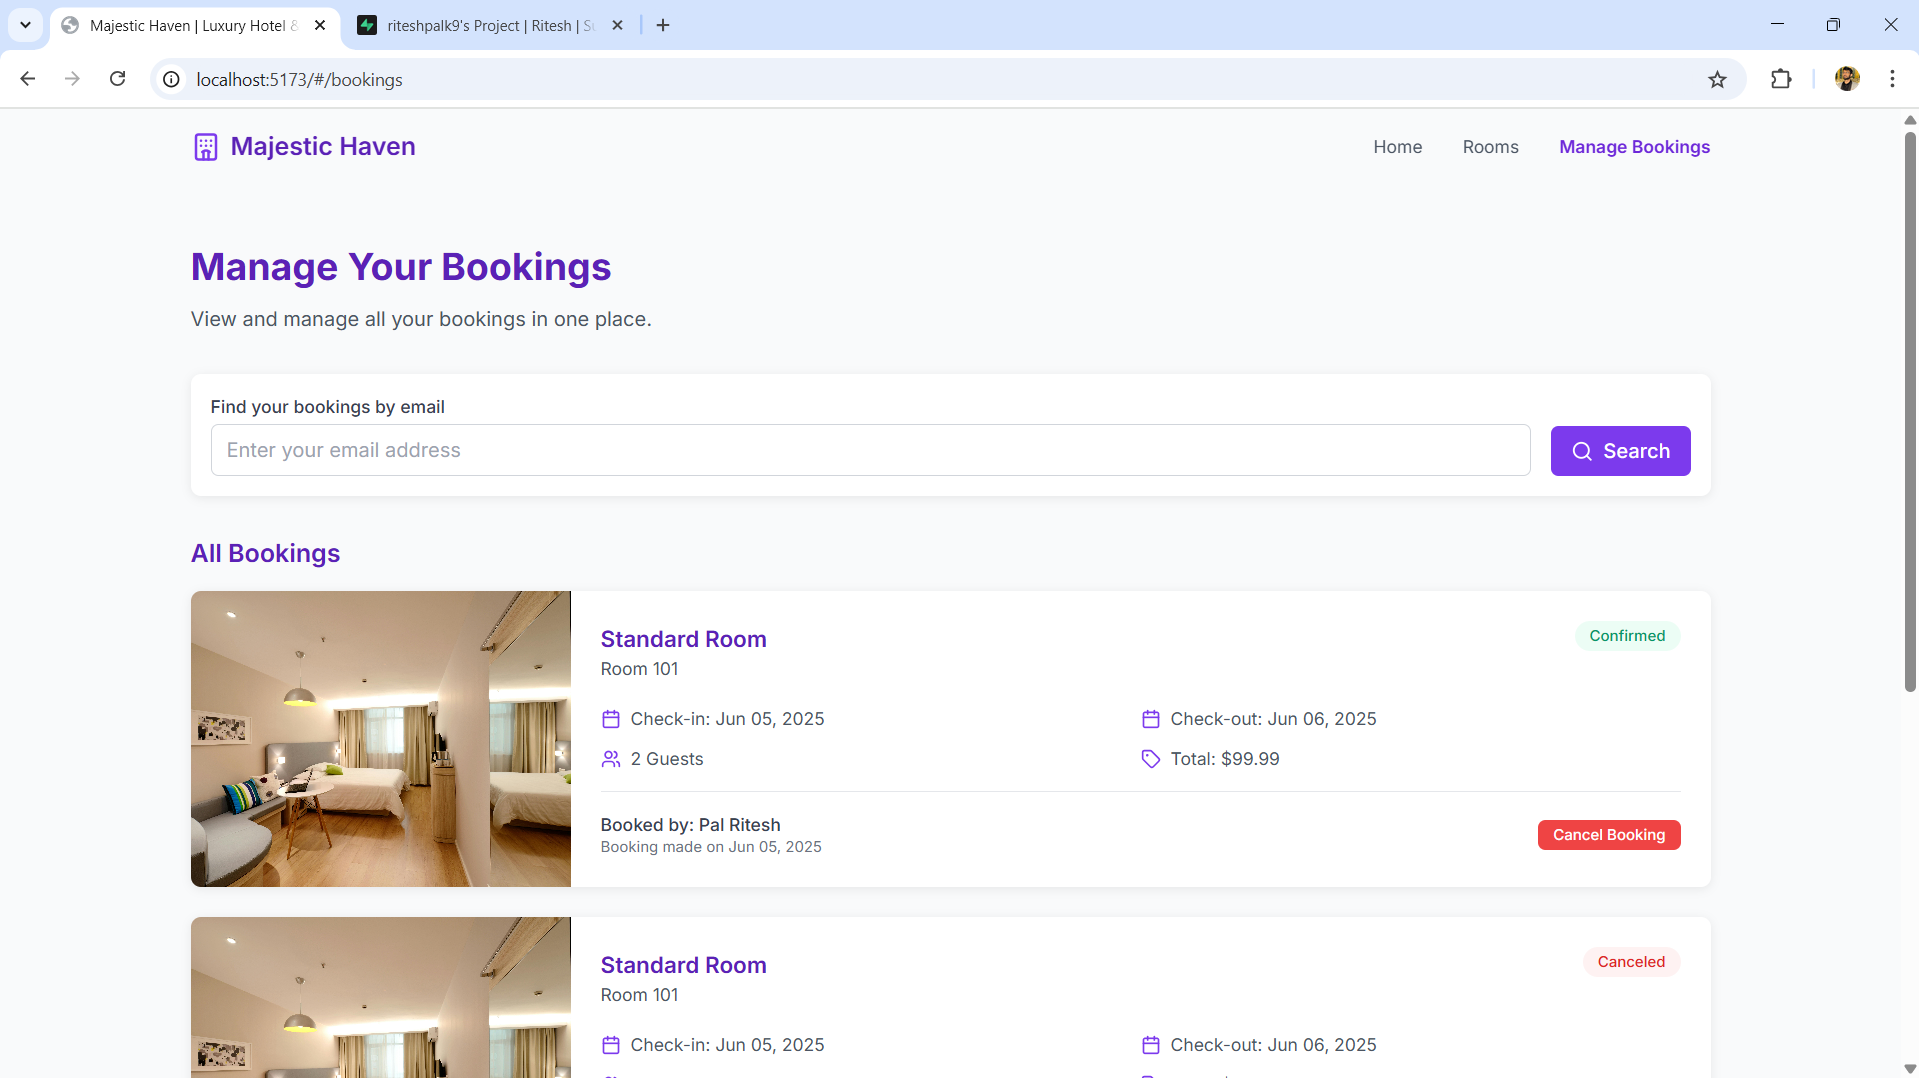 Majestic Haven | Luxury Hotel &
riteshpalk9's Project | Ritesh | Su
localhost:5173/#/bookings
Majestic Haven
Home
Rooms
Manage Bookings
Manage Your Bookings
View and manage all your bookings in one place.
Find your bookings by email
Enter your email address
Search
All Bookings
Standard Room
Confirmed
Room 101
Check-in: Jun 05, 2025
Check-out: Jun 06, 2025
2 Guests
Total: $99.99
Booked by: Pal Ritesh
Booking made on Jun 05, 2025
Cancel Booking
Standard Room
Canceled
Room 101
Check-in: Jun 05, 2025
Check-out: Jun 06, 2025